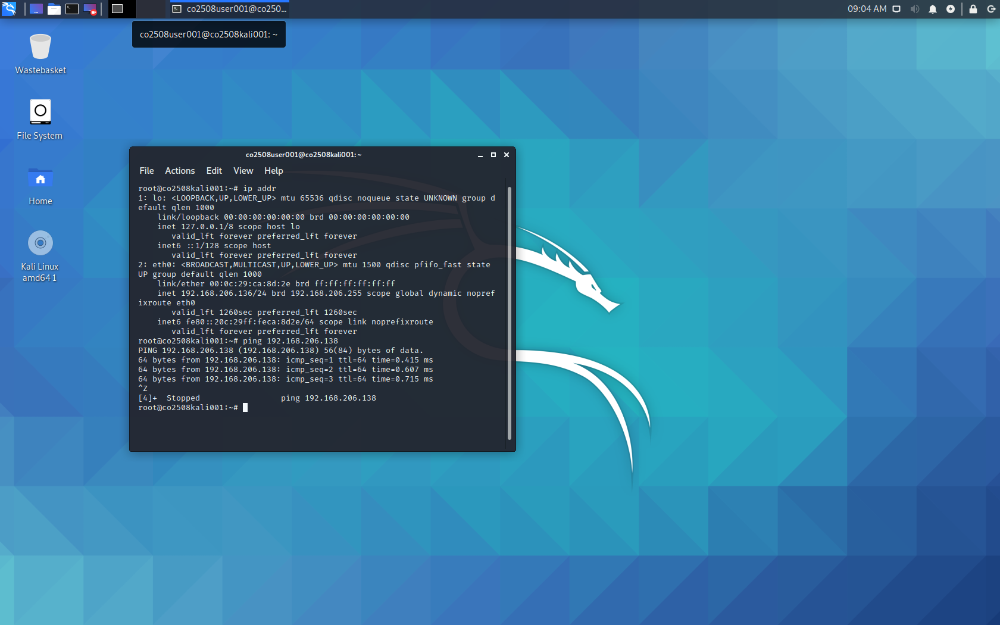 co2508user001@co250...
09:04 AM
co2508user001@co2508kali001: ~
Wastebasket
File System
Home
Kali Linux
amd64 1
co2508user001@co2508kali001: ~
File Actions Edit View Help
root@co2508kali001:~# ip addr
1: lo: <LOOPBACK,UP,LOWER_UP> mtu 65536 qdisc noqueue state UNKNOWN group d
efault qlen 1000
    link/loopback 00:00:00:00:00:00 brd 00:00:00:00:00:00
    inet 127.0.0.1/8 scope host lo
       valid_lft forever preferred_lft forever
    inet6 ::1/128 scope host
       valid_lft forever preferred_lft forever
2: eth0: <BROADCAST,MULTICAST,UP,LOWER_UP> mtu 1500 qdisc pfifo_fast state
UP group default qlen 1000
    link/ether 00:0c:29:ca:8d:2e brd ff:ff:ff:ff:ff:ff
    inet 192.168.206.136/24 brd 192.168.206.255 scope global dynamic nopref
ixroute eth0
       valid_lft 1260sec preferred_lft 1260sec
    inet6 fe80::20c:29ff:feca:8d2e/64 scope link noprefixroute
       valid_lft forever preferred_lft forever
root@co2508kali001:~# ping 192.168.206.138
PING 192.168.206.138 (192.168.206.138) 56(84) bytes of data.
64 bytes from 192.168.206.138: icmp_seq=1 ttl=64 time=0.415 ms
64 bytes from 192.168.206.138: icmp_seq=2 ttl=64 time=0.607 ms
64 bytes from 192.168.206.138: icmp_seq=3 ttl=64 time=0.715 ms
^Z
[4]+  Stopped                 ping 192.168.206.138
root@co2508kali001:~#